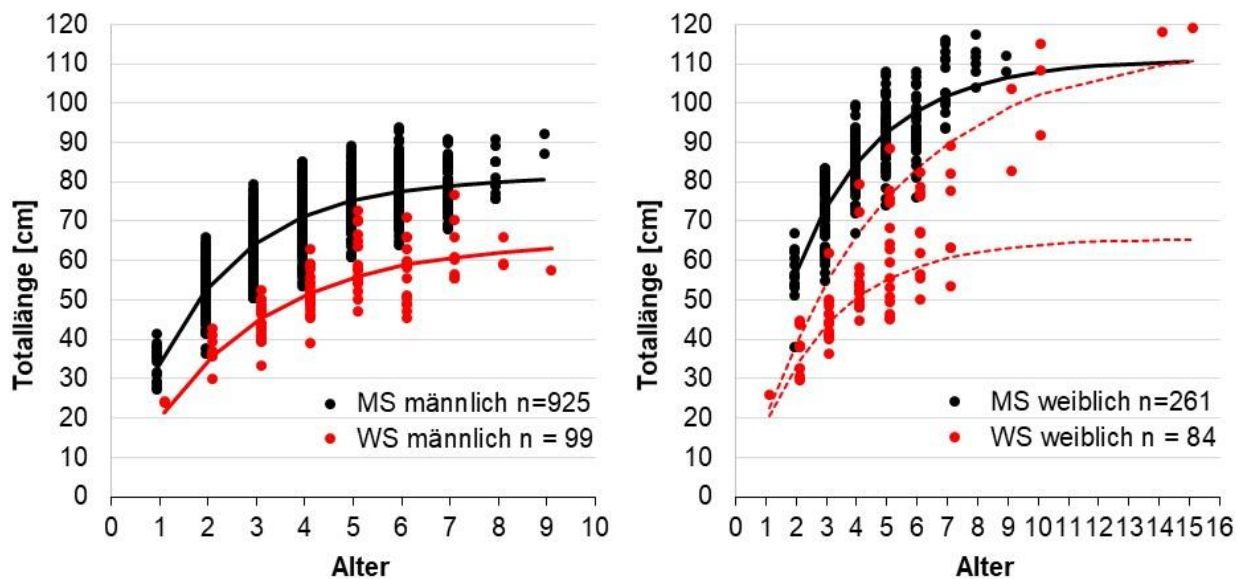 120
110
100
90
80
70
60
50
40
30
20
10
0
Totallänge [cm]
MS männlich n=925
WS männlich n = 99
0 1 2 3 4 5 6 7 8 9 10
Alter
120
110
100
90
80
70
60
50
40
30
20
10
0
Totallänge [cm]
MS weiblich n=261
WS weiblich n = 84
0 1 2 3 4 5 6 7 8 9 10 11 12 13 14 15 16
Alter